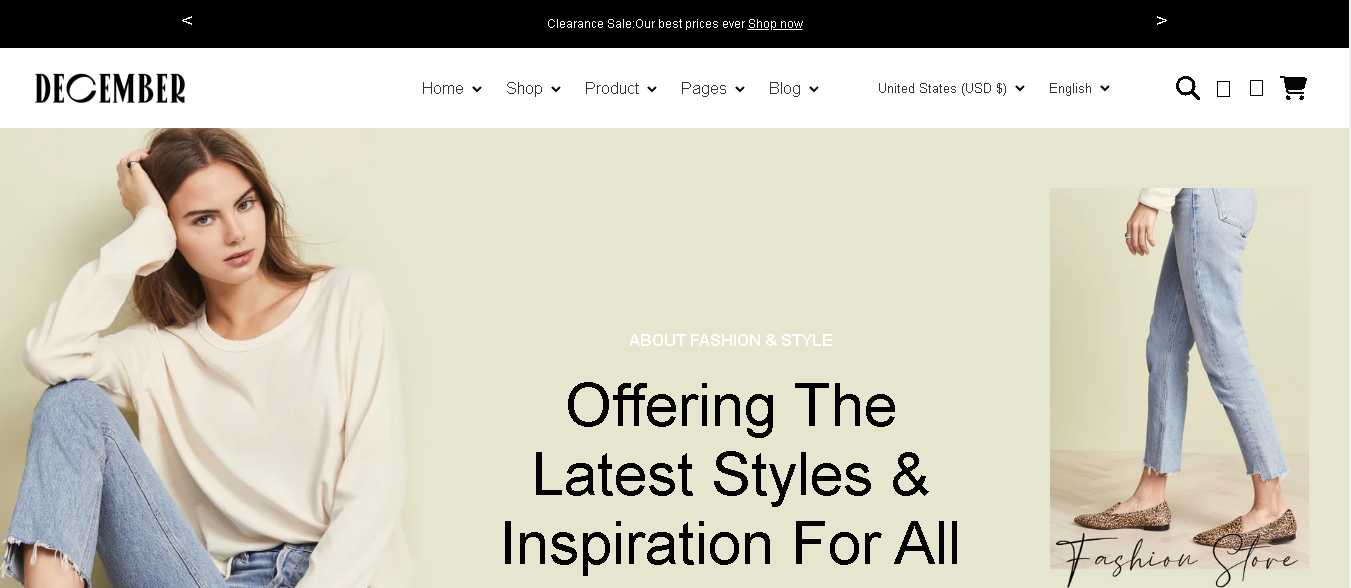 < Clearance Sale:Our best prices ever Shop now >
DECEMBER Home Shop Product Pages Blog United States (USD $) English
ABOUT FASHION & STYLE
Offering The
Latest Styles &
Inspiration For All
Fashion Store